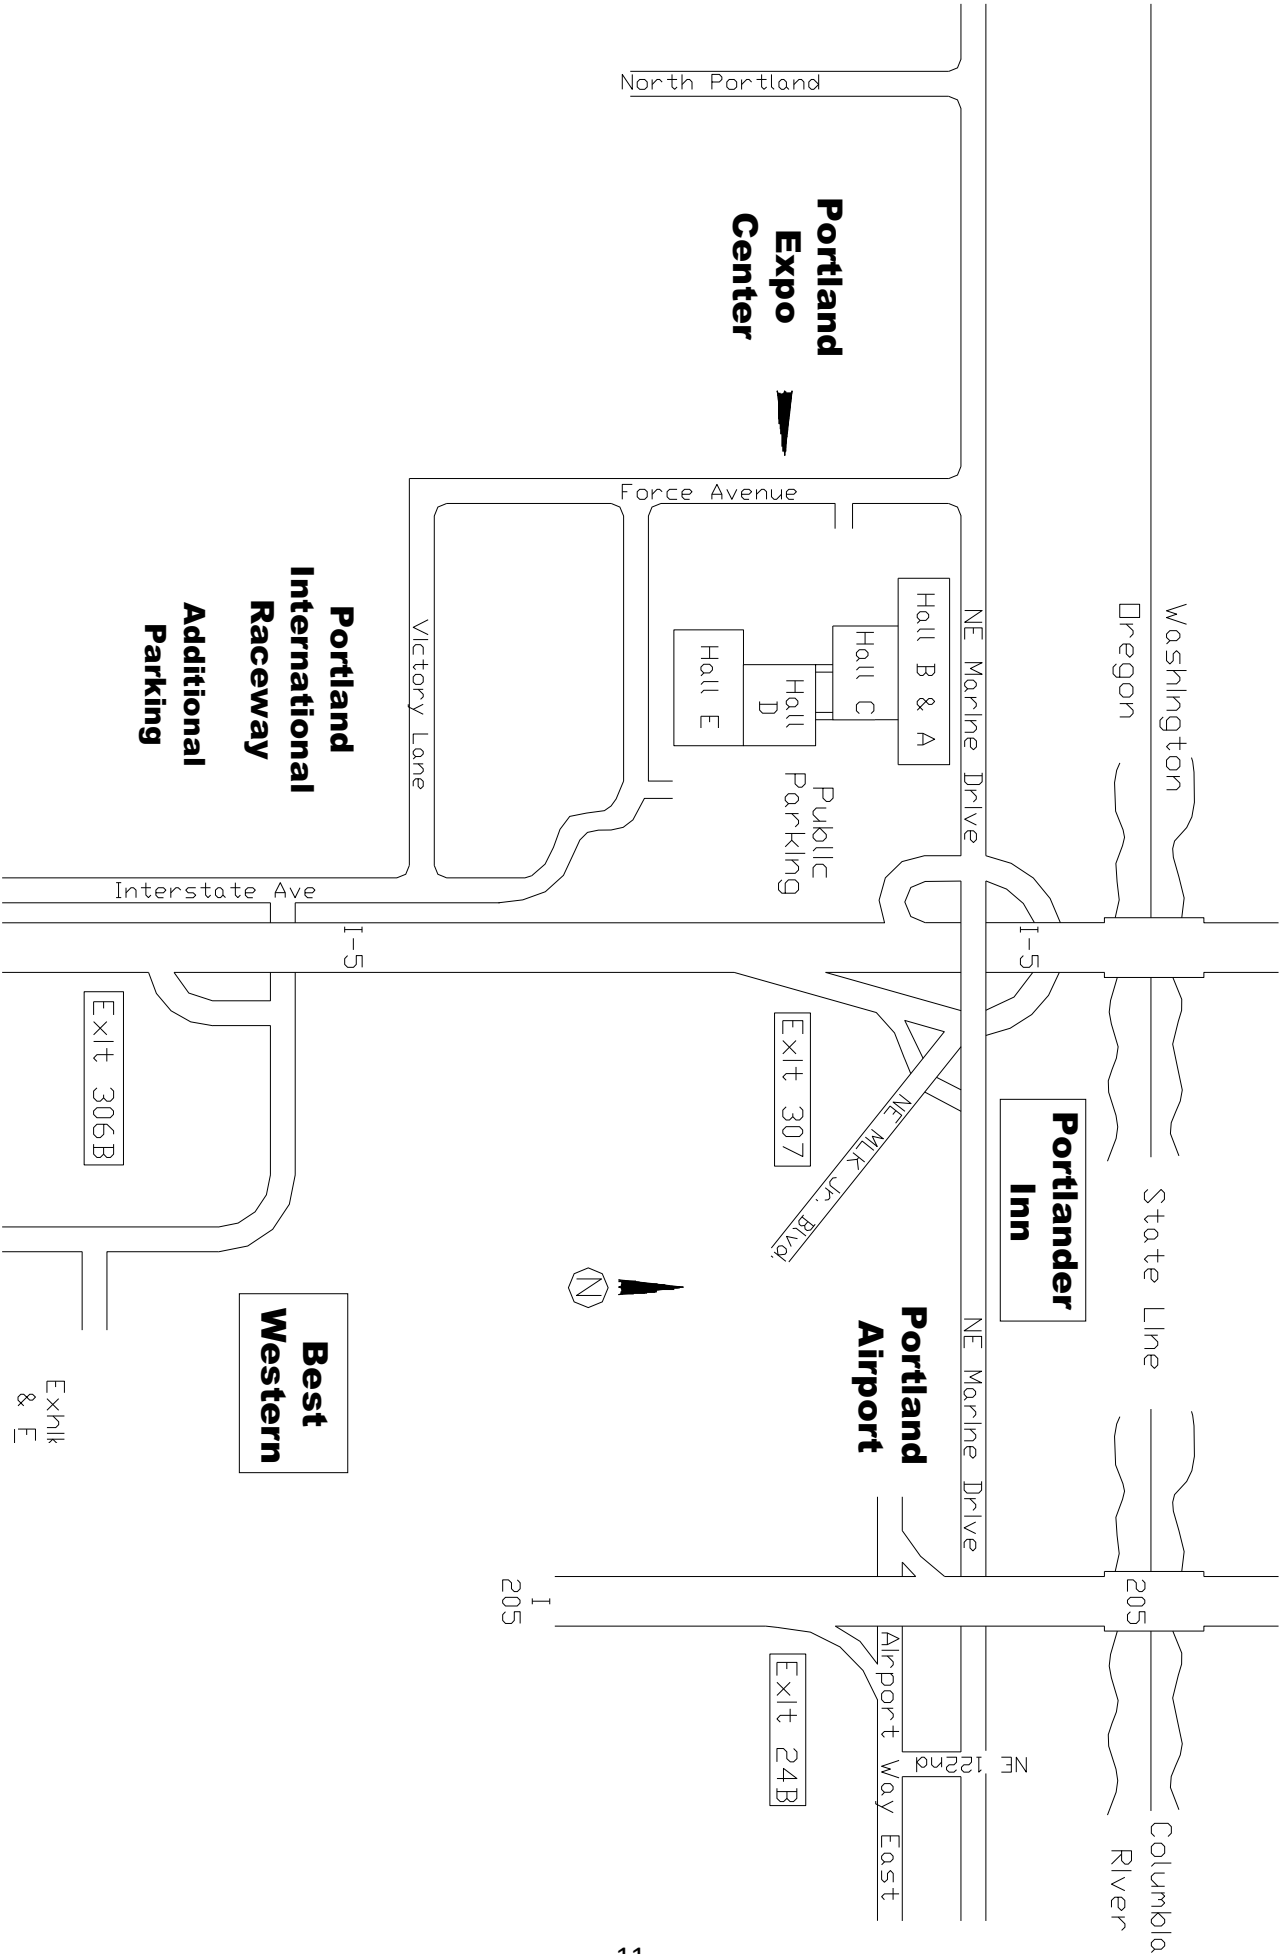 North Portland
Portland
Expo
Center
Force Avenue
Hall B & A
Hall C
Hall
D
Hall E
Public
Parking
NE Marine Drive
Washington
Oregon
Portland
International
Raceway
Additional
Parking
Victory Lane
Interstate Ave
I-5
I-5
Exit 306B
Exit 307
NE MLK Jr. Blvd.
Portlander
Inn
State Line
N
Portland
Airport
NE Marine Drive
Best
Western
Exhib
& E
I
205
205
Exit 24B
Airport Way East
NE 122nd
Columbia
River
11